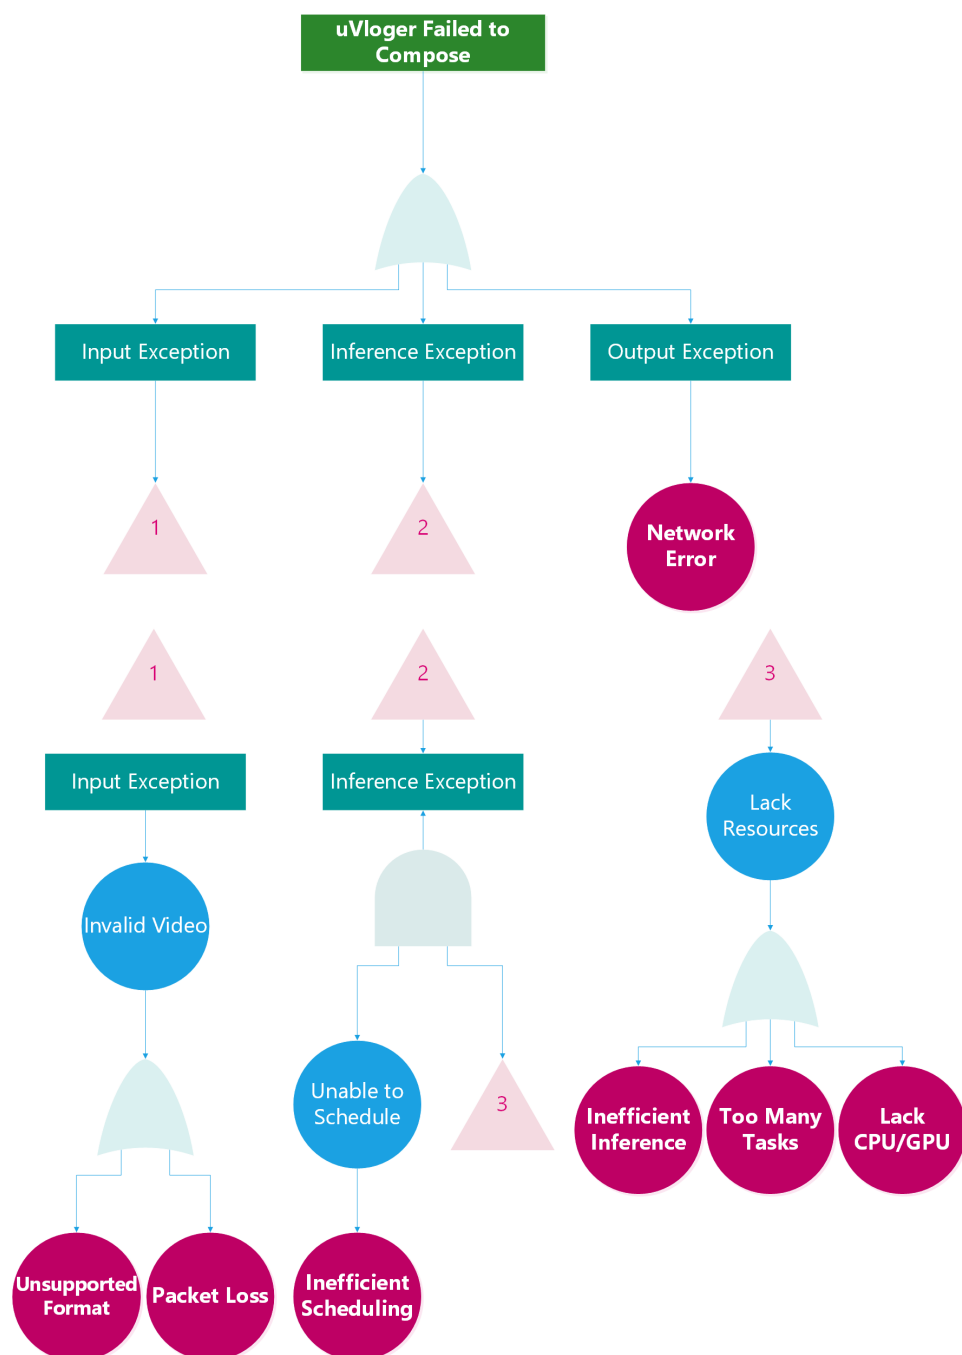 uVloger Failed to
Compose
Input Exception
Inference Exception
Output Exception
1
2
Network
Error
1
2
3
Input Exception
Inference Exception
Lack
Resources
Invalid Video
Unable to
Schedule
3
Inefficient
Inference
Too Many
Tasks
Lack
CPU/GPU
Unsupported
Format
Packet Loss
Inefficient
Scheduling